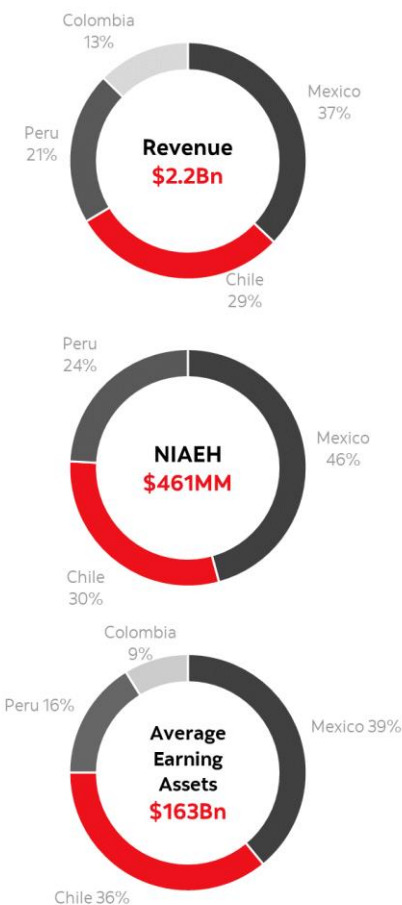 Colombia
13%
Mexico
37%
Peru
21%
Revenue
$2.2Bn
Chile
29%
Peru
24%
Mexico
46%
NIAEH
$461MM
Chile
30%
Colombia
9%
Peru 16%
Mexico 39%
Average
Earning
Assets
$163Bn
Chile 36%